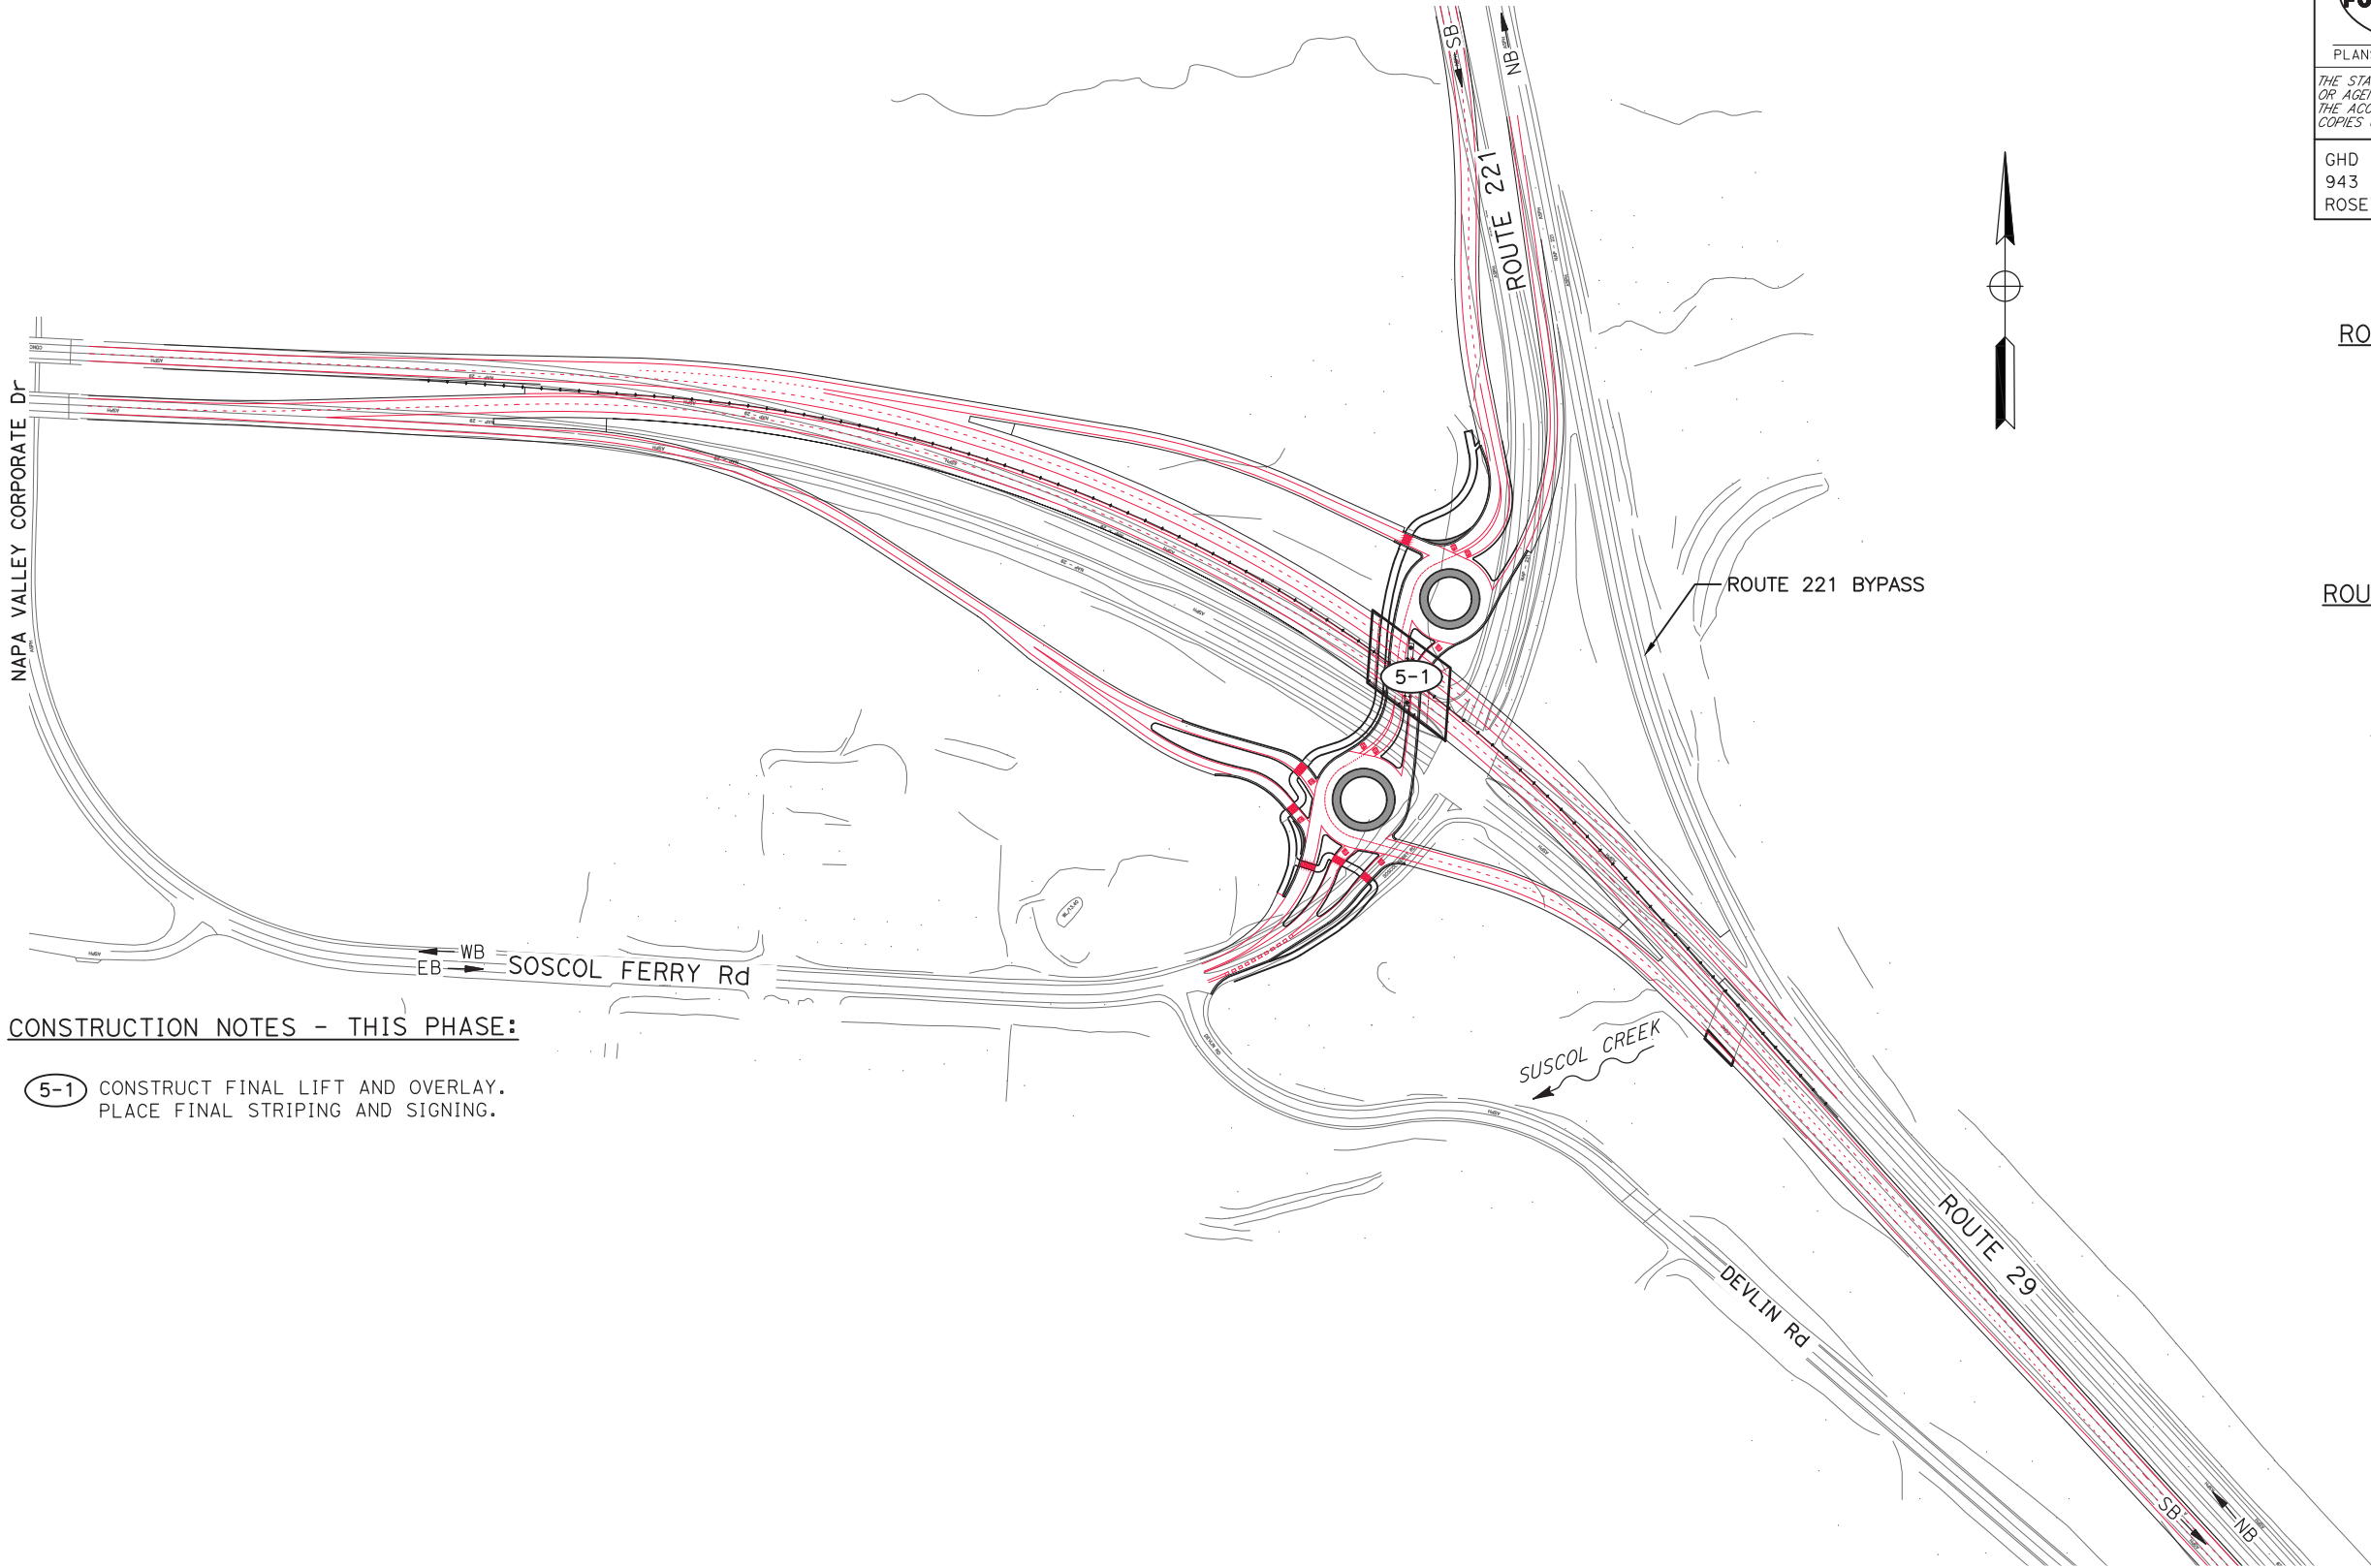 SB
NB
ROUTE 221
PLAN
THE STA
OR AGEN
THE ACC
COPIES
GHD
943
ROSE
RO
ROUTE 221 BYPASS
ROU
NAPA VALLEY CORPORATE Dr
5-1
WB
EB
SOSCOL FERRY Rd
CONSTRUCTION NOTES - THIS PHASE:
5-1 CONSTRUCT FINAL LIFT AND OVERLAY.
PLACE FINAL STRIPING AND SIGNING.
SUSCOL CREEK
DEVLIN RD
ROUTE 29
DEVLIN Rd
SB
NB